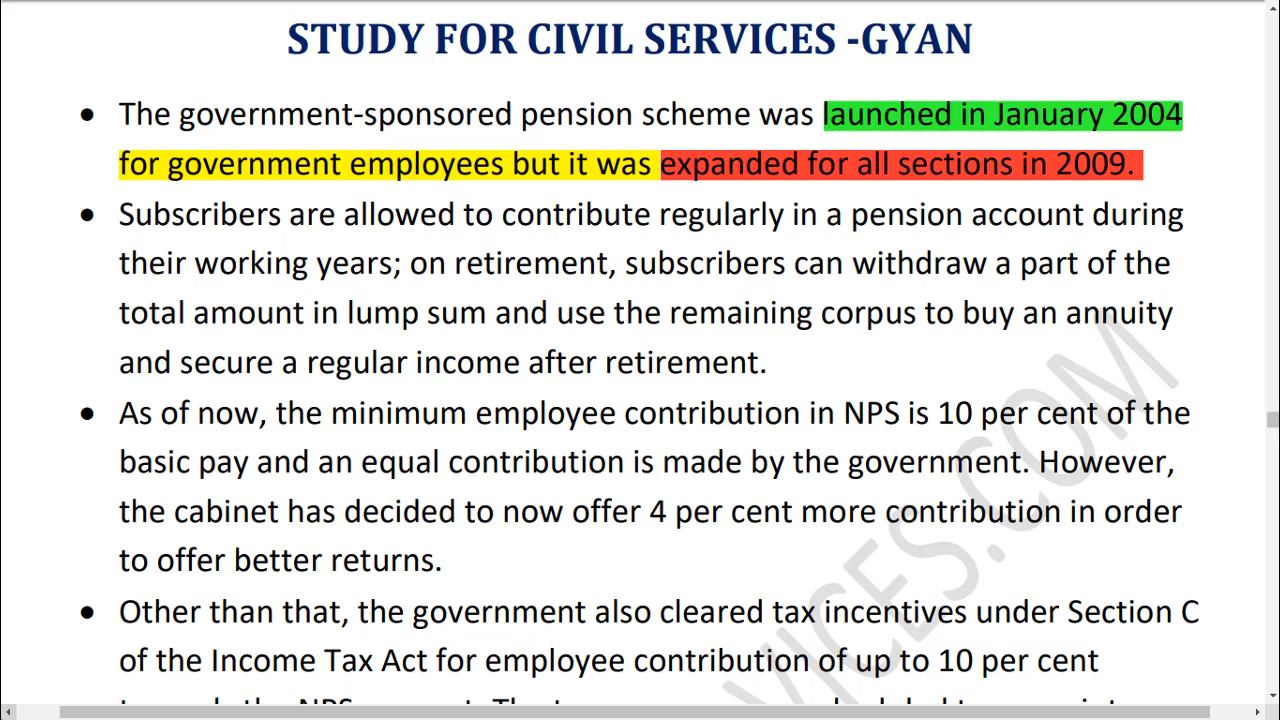 STUDY FOR CIVIL SERVICES -GYAN
• The government-sponsored pension scheme was launched in January 2004
for government employees but it was expanded for all sections in 2009.
• Subscribers are allowed to contribute regularly in a pension account during
their working years; on retirement, subscribers can withdraw a part of the
total amount in lump sum and use the remaining corpus to buy an annuity
and secure a regular income after retirement.
• As of now, the minimum employee contribution in NPS is 10 per cent of the
basic pay and an equal contribution is made by the government. However,
the cabinet has decided to now offer 4 per cent more contribution in order
to offer better returns.
• Other than that, the government also cleared tax incentives under Section C
of the Income Tax Act for employee contribution of up to 10 per cent
the NPS
VICES.COM